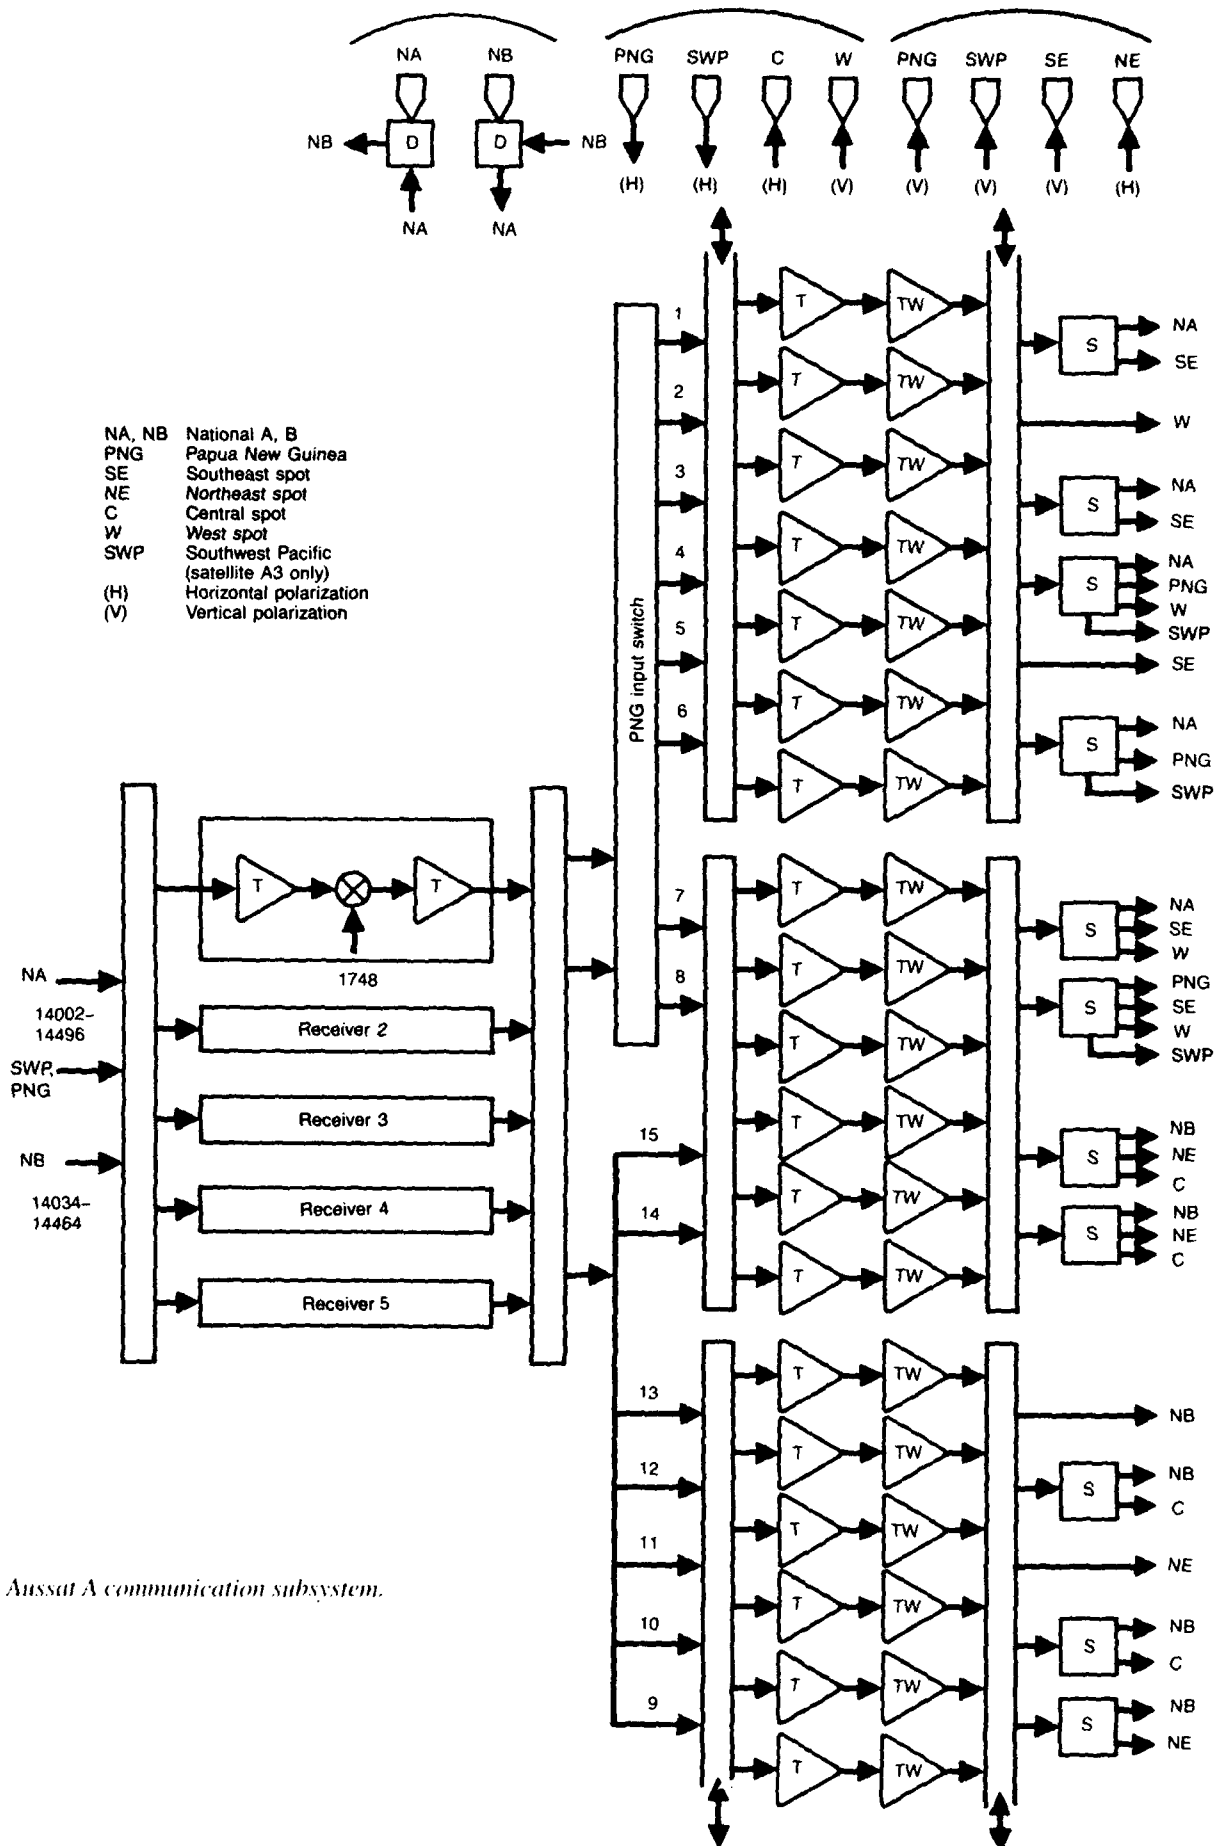 NA NB PNG SWP C W PNG SWP SE NE
NB D D NB
(H) (H) (H) (V) (V) (V) (V) (H)
NA NA
NA, NB National A, B
PNG Papua New Guinea
SE Southeast spot
NE Northeast spot
C Central spot
W West spot
SWP Southwest Pacific
(satellite A3 only)
(H) Horizontal polarization
(V) Vertical polarization
NA
14002–
14496
SWP,
PNG
NB
14034–
14464
T T
1748
Receiver 2
Receiver 3
Receiver 4
Receiver 5
PNG input switch
1
2
3
4
5
6
T TW
T TW
T TW
T TW
T TW
T TW
T TW
S NA
SE
W
S NA
SE
S NA
PNG
W
SWP
SE
S NA
PNG
SWP
7
8
15
14
T TW
T TW
T TW
T TW
T TW
T TW
S NA
SE
W
S PNG
SE
W
SWP
S NB
NE
C
S NB
NE
C
13
12
11
10
9
T TW
T TW
T TW
T TW
T TW
T TW
NB
S NB
C
NE
S NB
C
S NB
NE
Aussat A communication subsystem.